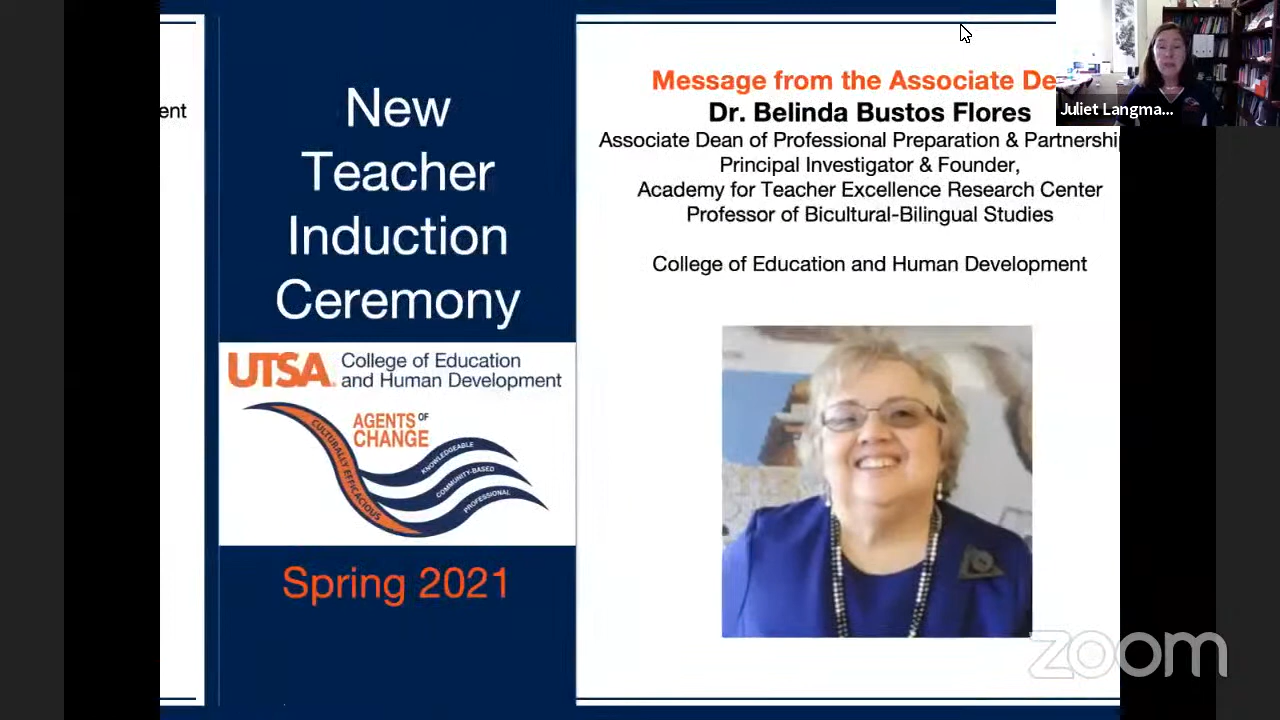 ent
New
Teacher
Induction
Ceremony
UTSA
College of Education
and Human Development
AGENTS OF
CHANGE
CULTURALLY EFFICACIOUS
KNOWLEDGEABLE
COMMUNITY-BASED
PROFESSIONAL
Spring 2021
Message from the Associate De
Dr. Belinda Bustos Flores
Associate Dean of Professional Preparation & Partnership
Principal Investigator & Founder,
Academy for Teacher Excellence Research Center
Professor of Bicultural-Bilingual Studies
College of Education and Human Development
Juliet Langma...
zoom